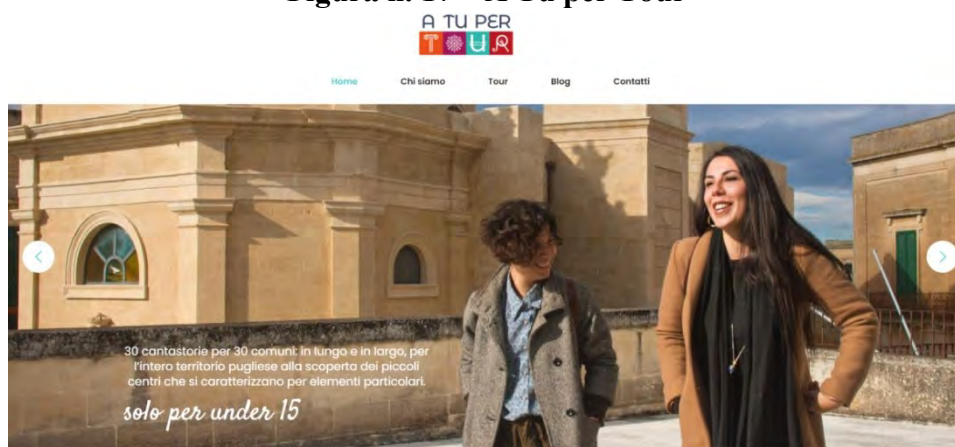 A TU PER
TOUR
Home Chi siamo Tour Blog Contatti
30 cantastorie per 30 comuni: in lungo e in largo, per
l'intero territorio pugliese alla scoperta dei piccoli
centri che si caratterizzano per elementi particolari.
solo per under 15